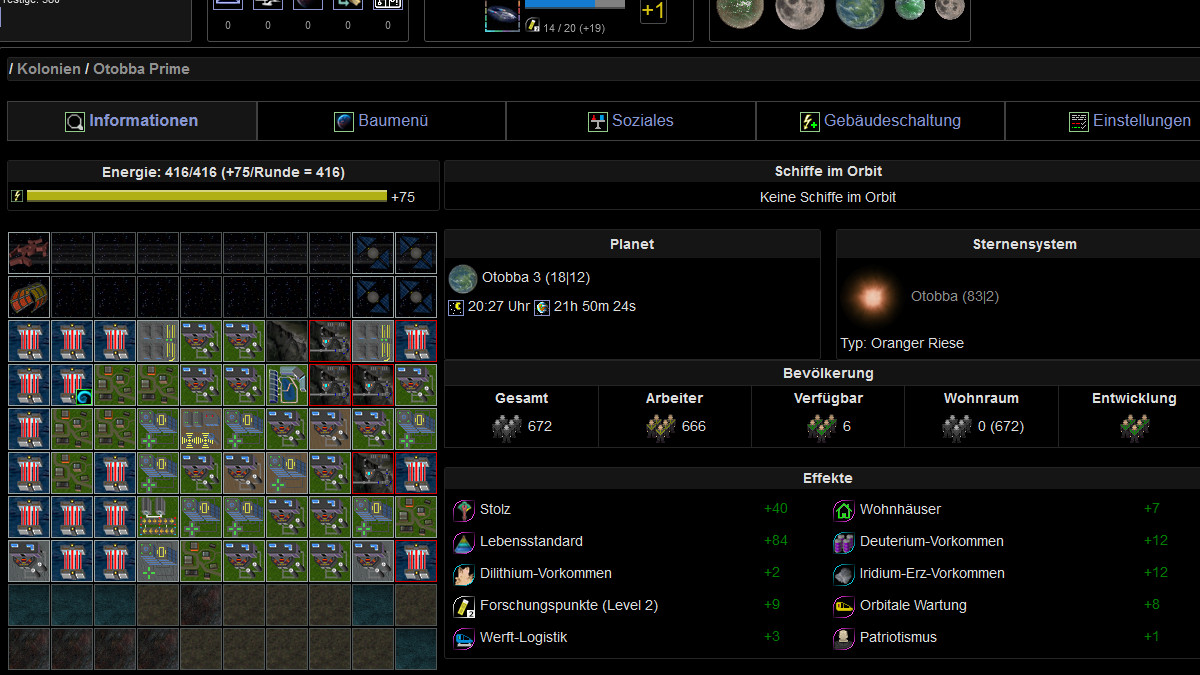 0 0 0 0 0
14 / 20 (+19)
+1
/ Kolonien / Otobba Prime
Informationen
Baumenü
Soziales
Gebäudeschaltung
Einstellungen
Energie: 416/416 (+75/Runde = 416)
+75
Schiffe im Orbit
Keine Schiffe im Orbit
Planet
Otobba 3 (18|12)
20:27 Uhr 21h 50m 24s
Sternensystem
Otobba (83|2)
Typ: Oranger Riese
Bevölkerung
Gesamt Arbeiter Verfügbar Wohnraum Entwicklung
672 666 6 0 (672)
Effekte
Stolz +40 Wohnhäuser +7
Lebensstandard +84 Deuterium-Vorkommen +12
Dilithium-Vorkommen +2 Iridium-Erz-Vorkommen +12
Forschungspunkte (Level 2) +9 Orbitale Wartung +8
Werft-Logistik +3 Patriotismus +1